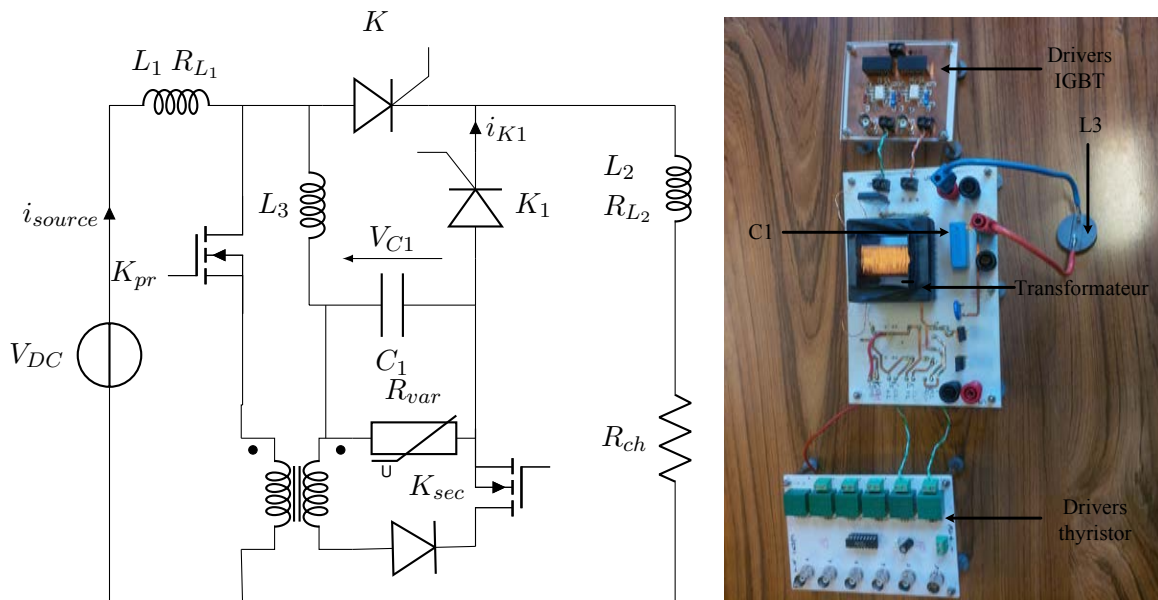 K
L1 RL1
iK1
L2
RL2
L3
K1
isource
VC1
Kpr
C1
VDC
Rvar
U
Rch
Ksec
Drivers
IGBT
L3
C1
Transformateur
Drivers
thyristor